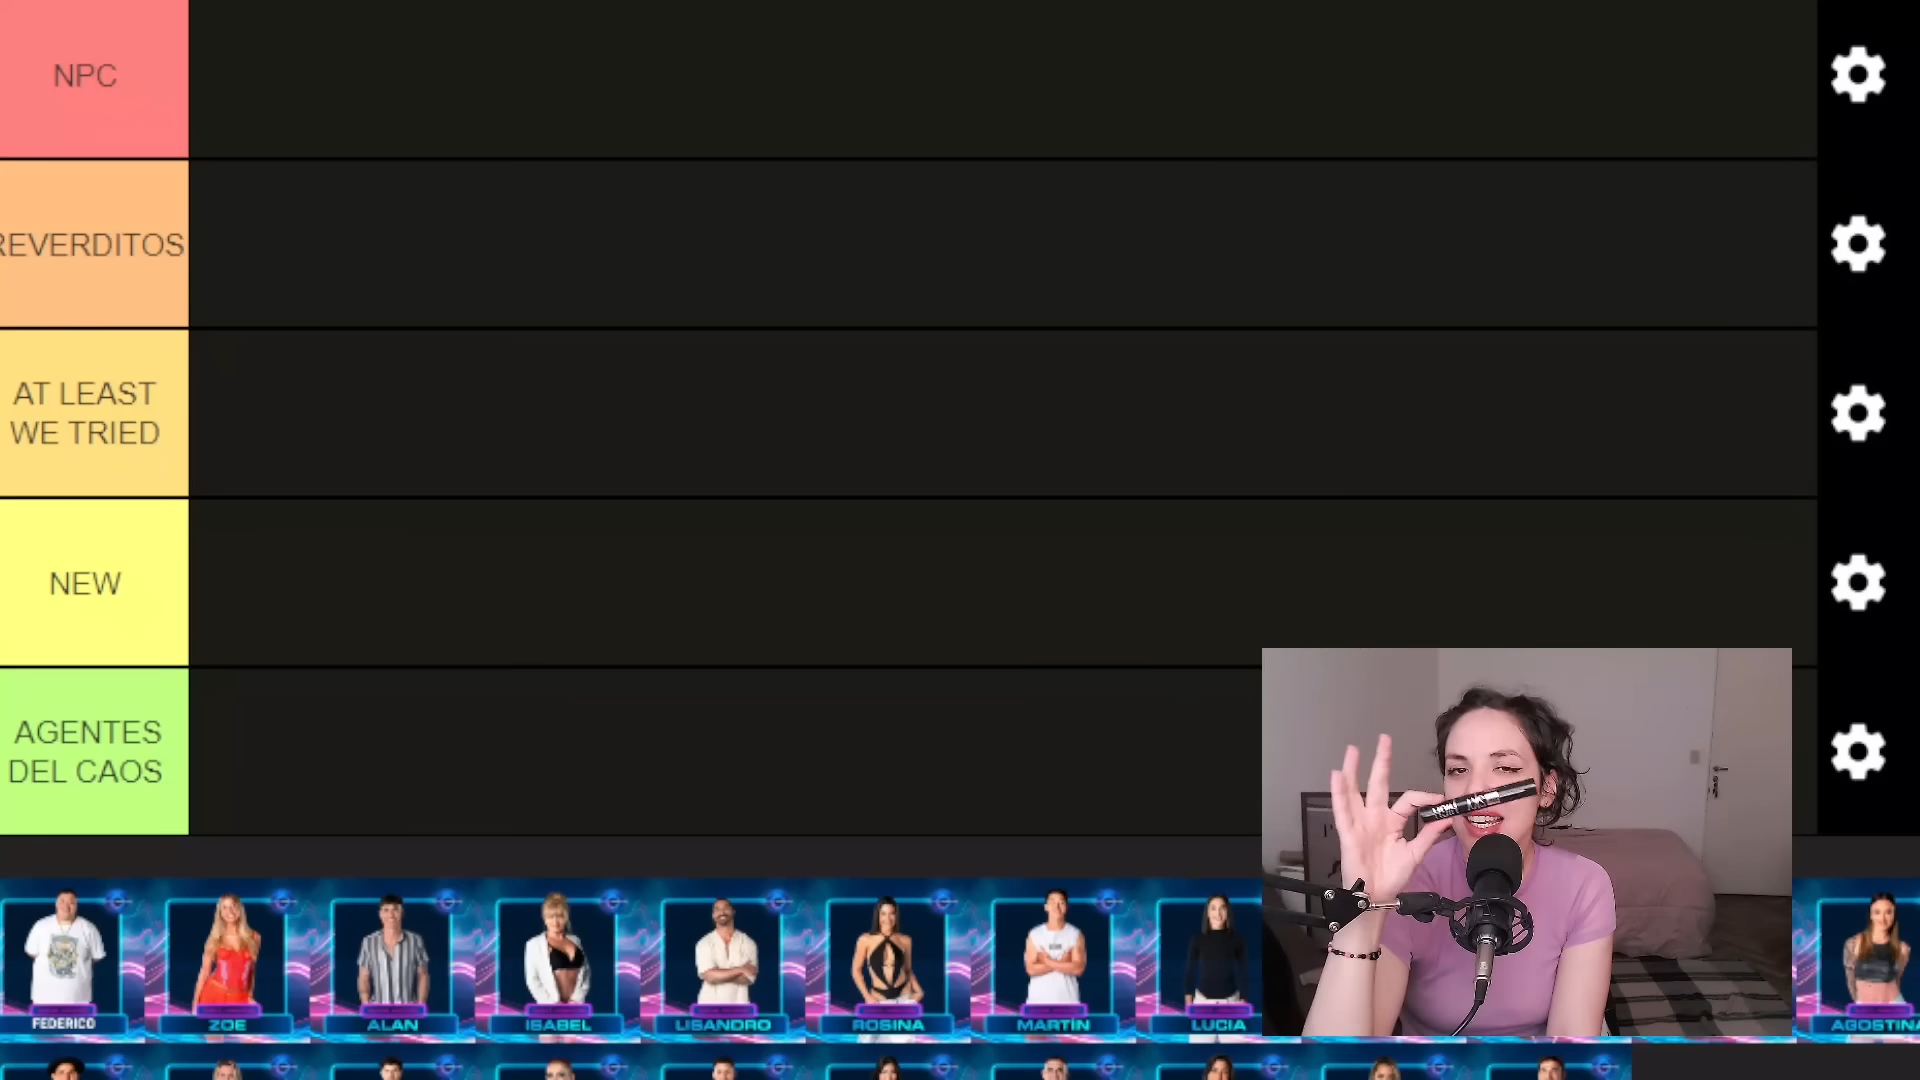 NPC
REVERDITOS
AT LEAST
WE TRIED
NEW
AGENTES
DEL CAOS
FEDERICO
ZOE
ALAN
ISABEL
LISANDRO
ROSINA
MARTÍN
LUCIA
AGOSTINA